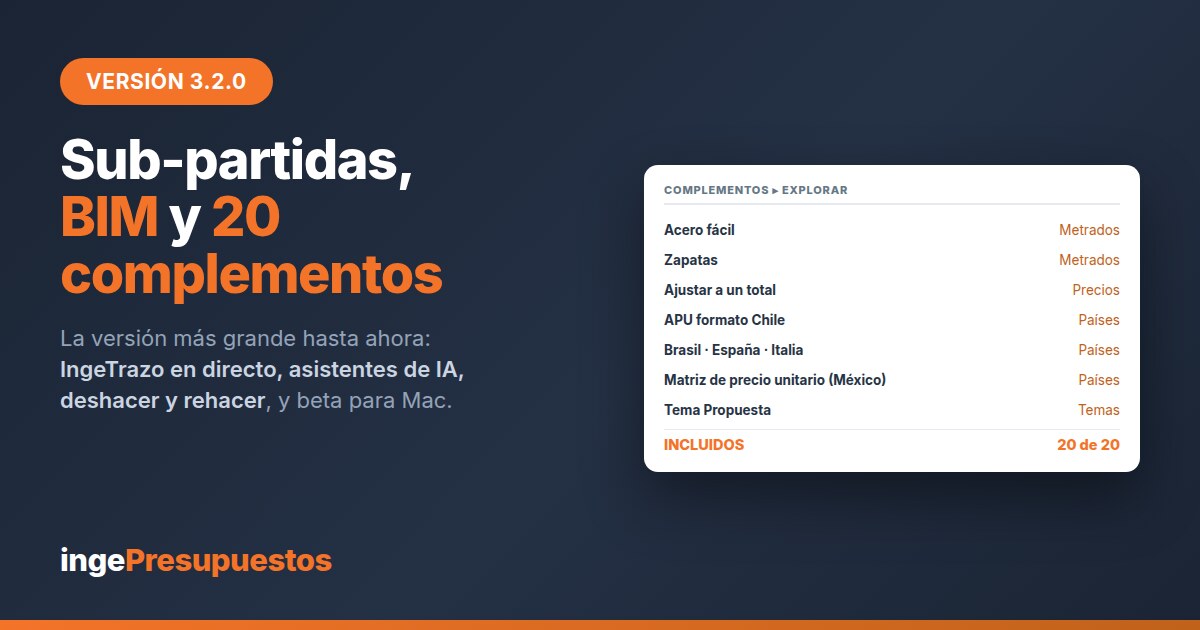 VERSIÓN 3.2.0
Sub-partidas,
BIM y 20
complementos
La versión más grande hasta ahora:
IngeTrazo en directo, asistentes de IA,
deshacer y rehacer, y beta para Mac.
ingePresupuestos
COMPLEMENTOS ▸ EXPLORAR
Acero fácil Metrados
Zapatas Metrados
Ajustar a un total Precios
APU formato Chile Países
Brasil · España · Italia Países
Matriz de precio unitario (México) Países
Tema Propuesta Temas
INCLUIDOS 20 de 20